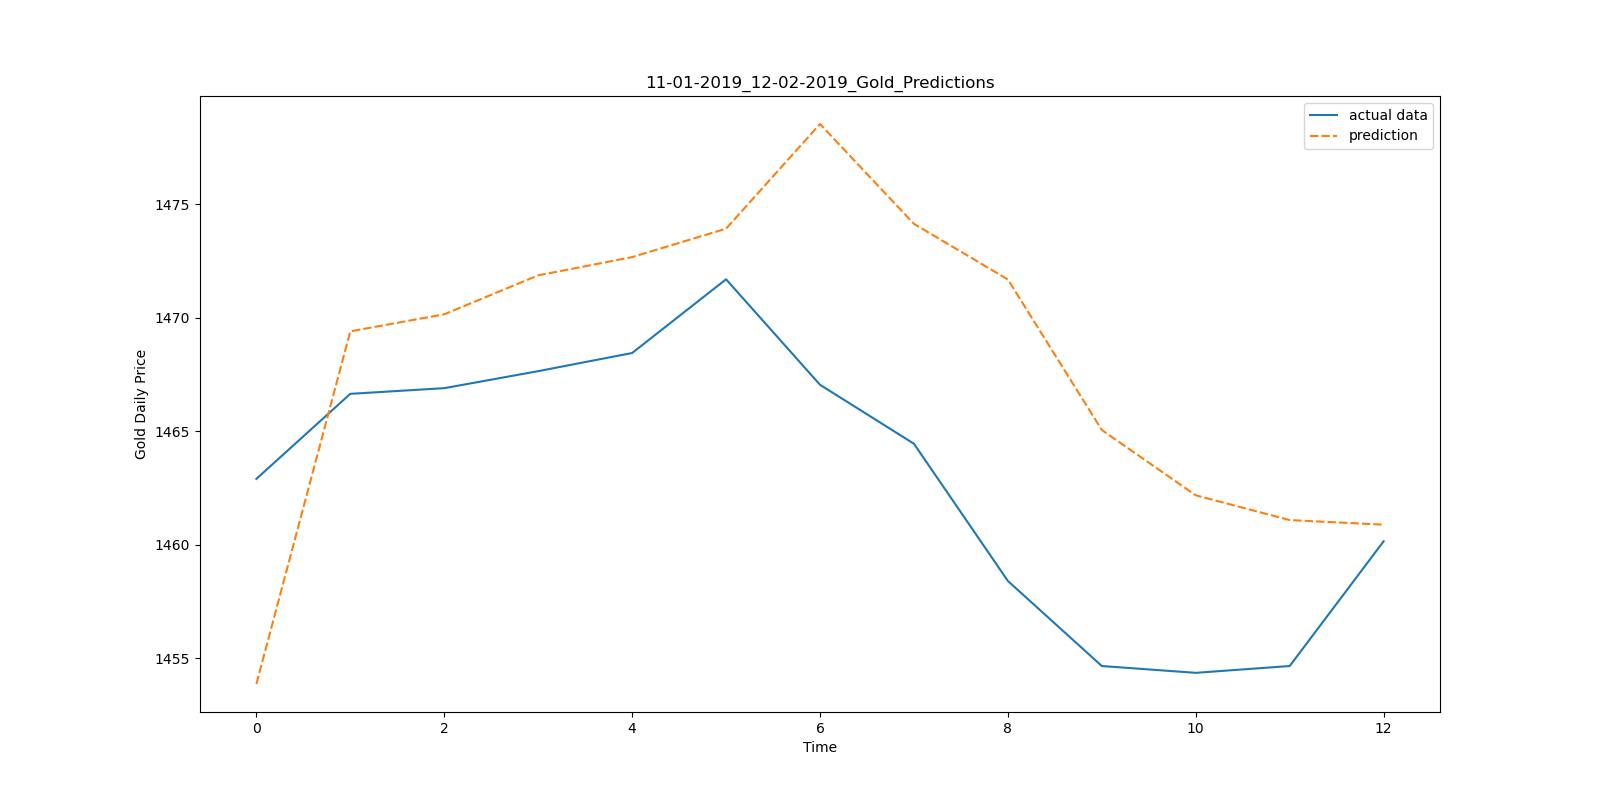 11-01-2019_12-02-2019_Gold_Predictions
actual data
prediction
1475
1470
1465
1460
1455
Gold Daily Price
0 2 4 6 8 10 12
Time